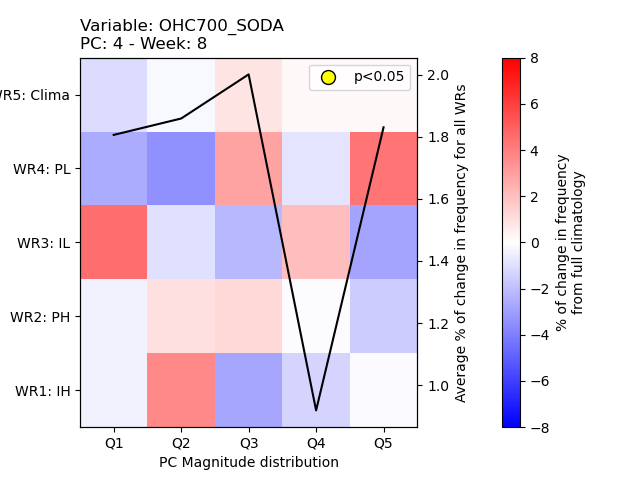 Variable: OHC700_SODA
PC: 4 - Week: 8
WR5: Clima
WR4: PL
WR3: IL
WR2: PH
WR1: IH
p<0.05
2.0
1.8
1.6
1.4
1.2
1.0
Average % of change in frequency for all WRs
8
6
4
2
0
−2
−4
−6
−8
% of change in frequency
from full climatology
Q1 Q2 Q3 Q4 Q5
PC Magnitude distribution